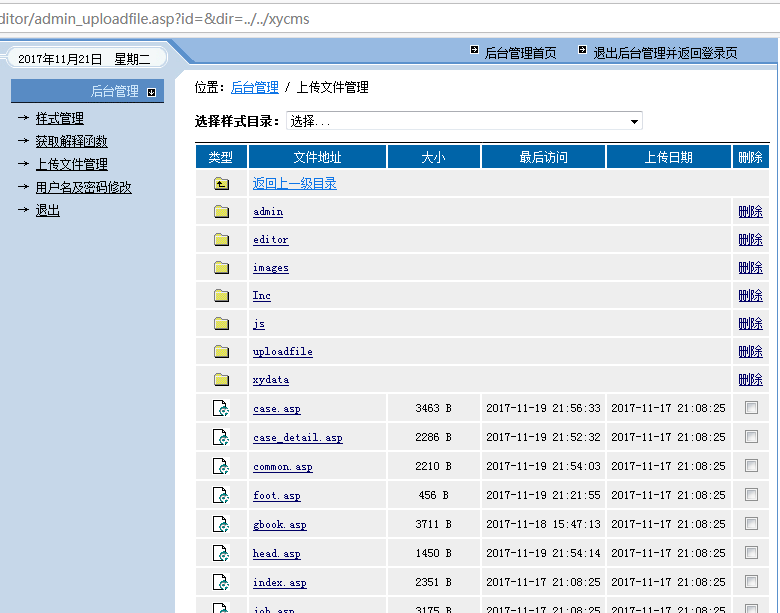 ditor/admin_uploadfile.asp?id=&dir=../../xycms
2017年11月21日 星期二
后台管理首页 退出后台管理并返回登录页
后台管理
样式管理
获取解释函数
上传文件管理
用户名及密码修改
退出
位置：后台管理 / 上传文件管理
选择样式目录： 选择...
类型 文件地址 大小 最后访问 上传日期 删除
返回上一级目录
admin 删除
editor 删除
images 删除
Inc 删除
js 删除
uploadfile 删除
xydata 删除
case.asp 3463 B 2017-11-19 21:56:33 2017-11-17 21:08:25
case_detail.asp 2286 B 2017-11-19 21:52:32 2017-11-17 21:08:25
common.asp 2210 B 2017-11-19 21:54:03 2017-11-17 21:08:25
foot.asp 456 B 2017-11-19 21:21:55 2017-11-17 21:08:25
gbook.asp 3711 B 2017-11-18 15:47:13 2017-11-17 21:08:25
head.asp 1450 B 2017-11-19 21:54:14 2017-11-17 21:08:25
index.asp 2351 B 2017-11-17 21:08:25 2017-11-17 21:08:25
job.asp 3175 B 2017-11-17 21:08:25 2017-11-17 21:08:25